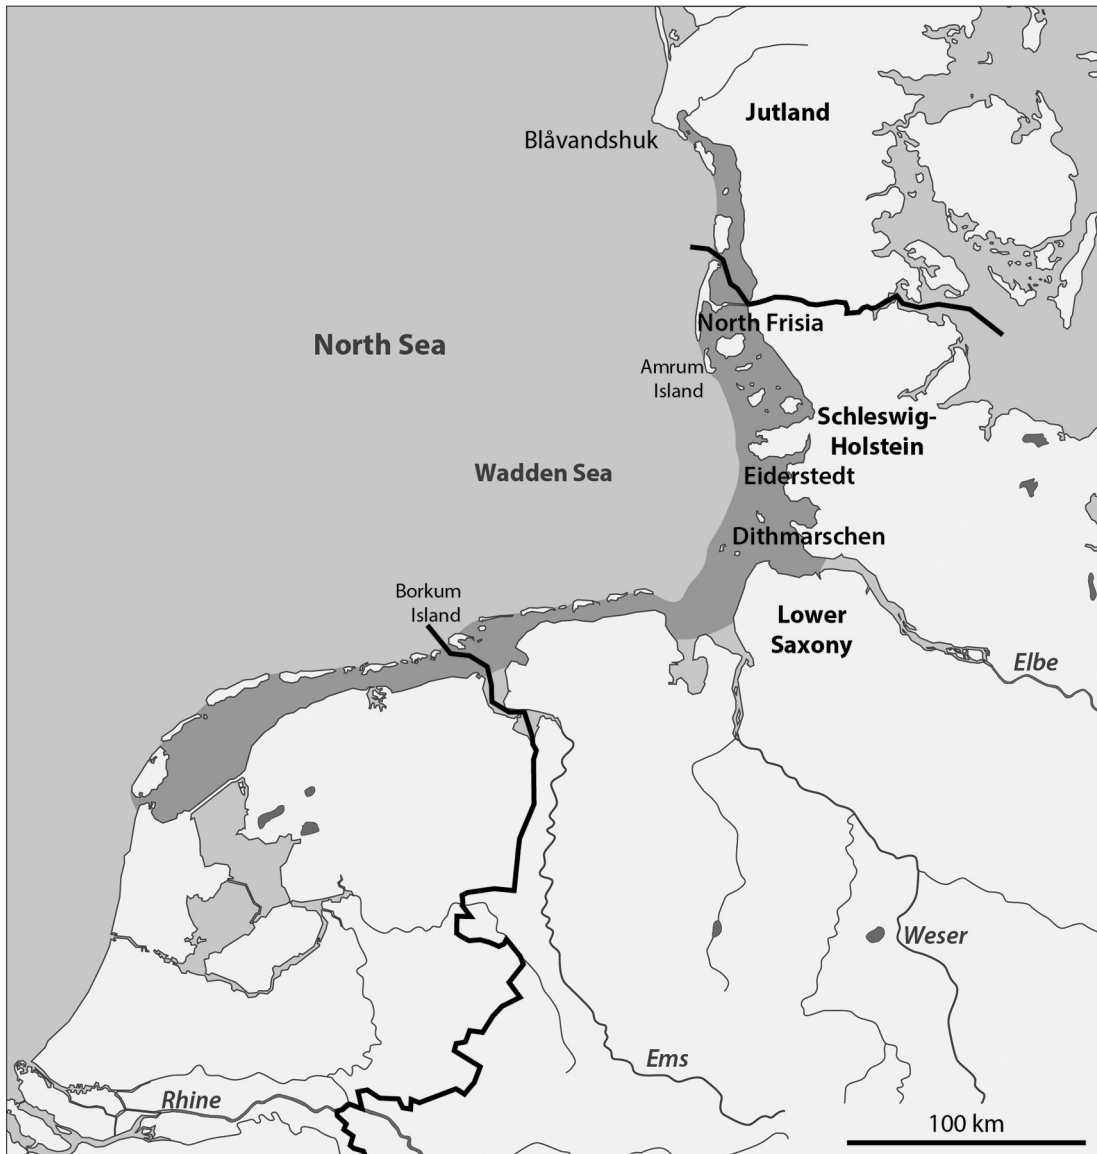 Jutland
Blåvandshuk
North Frisia
North Sea
Amrum
Island
Schleswig-
Holstein
Wadden Sea
Eiderstedt
Dithmarschen
Borkum
Island
Lower
Saxony
Elbe
Weser
Ems
Rhine
100 km